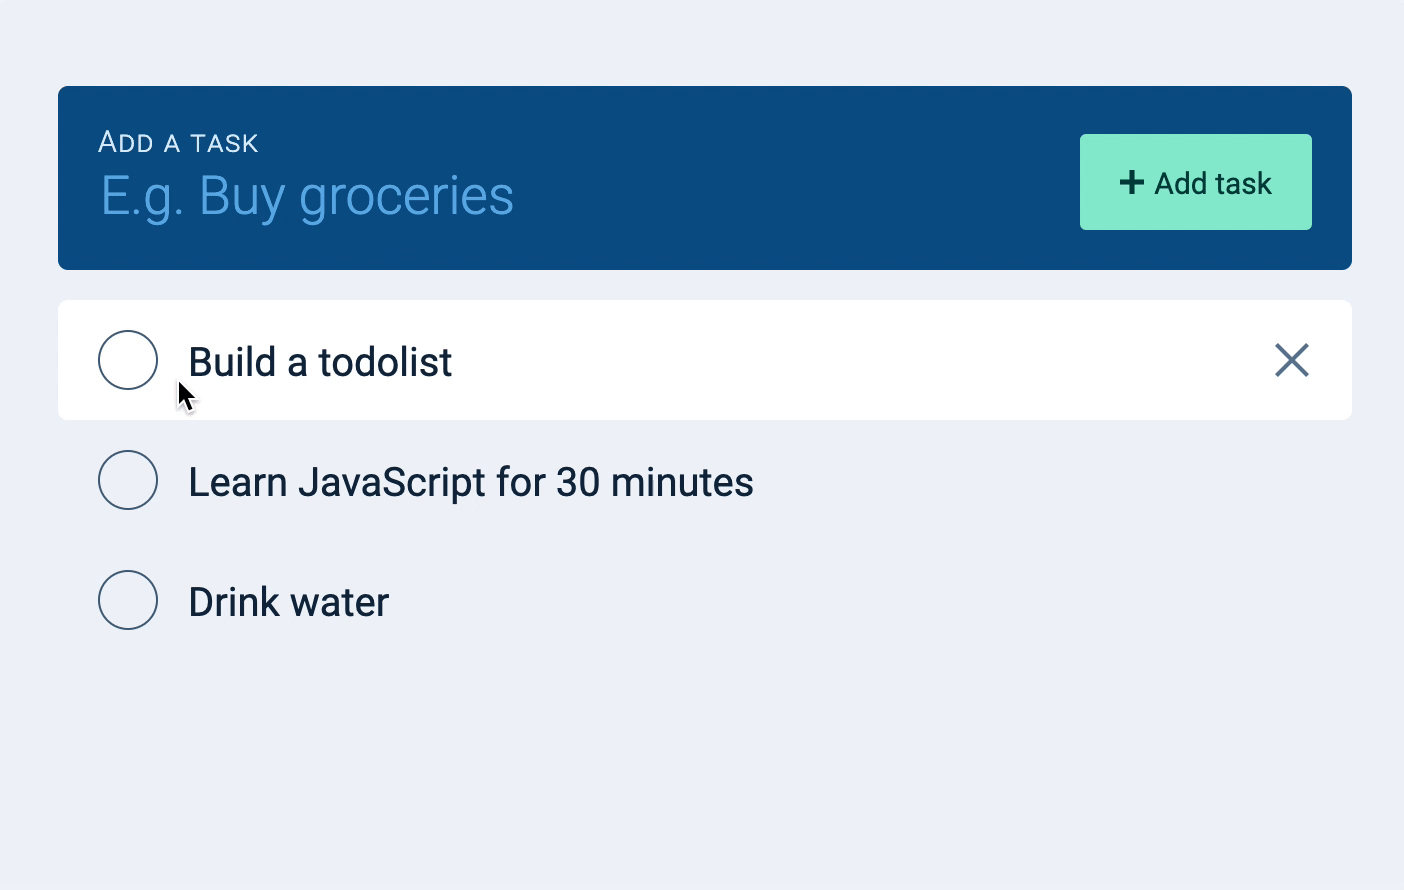 Add a task
E.g. Buy groceries
+ Add task
Build a todolist
Learn JavaScript for 30 minutes
Drink water